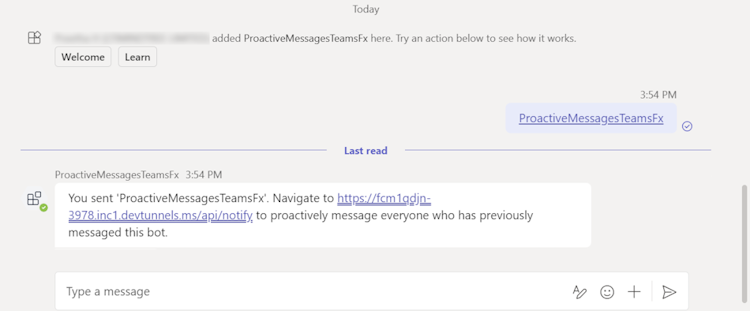 Today
added ProactiveMessagesTeamsFx here. Try an action below to see how it works.
Welcome Learn
3:54 PM
ProactiveMessagesTeamsFx
Last read
ProactiveMessagesTeamsFx 3:54 PM
You sent 'ProactiveMessagesTeamsFx'. Navigate to https://fcm1qdjn-
3978.inc1.devtunnels.ms/api/notify to proactively message everyone who has previously
messaged this bot.
Type a message